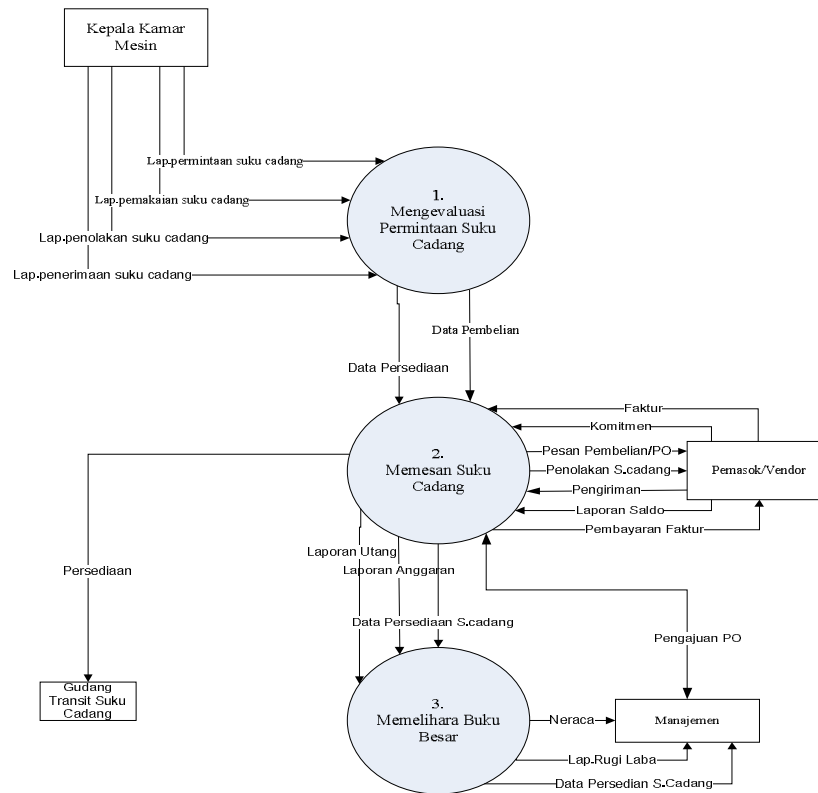 Kepala Kamar
Mesin
Lap.permintaan suku cadang
Lap.pemakaian suku cadang
Lap.penolakan suku cadang
Lap.penerimaan suku cadang
1.
Mengevaluasi
Permintaan Suku
Cadang
Data Pembelian
Data Persediaan
Faktur
Komitmen
Pesan Pembelian/PO
Penolakan S.cadang
Pengiriman
Laporan Saldo
Pembayaran Faktur
Pemasok/Vendor
2.
Memesan Suku
Cadang
Laporan Utang
Laporan Anggaran
Data Persediaan S.cadang
Persediaan
Pengajuan PO
Gudang
Transit Suku
Cadang
3.
Memelihara Buku
Besar
Neraca
Lap.Rugi Laba
Data Persedian S.Cadang
Manajemen